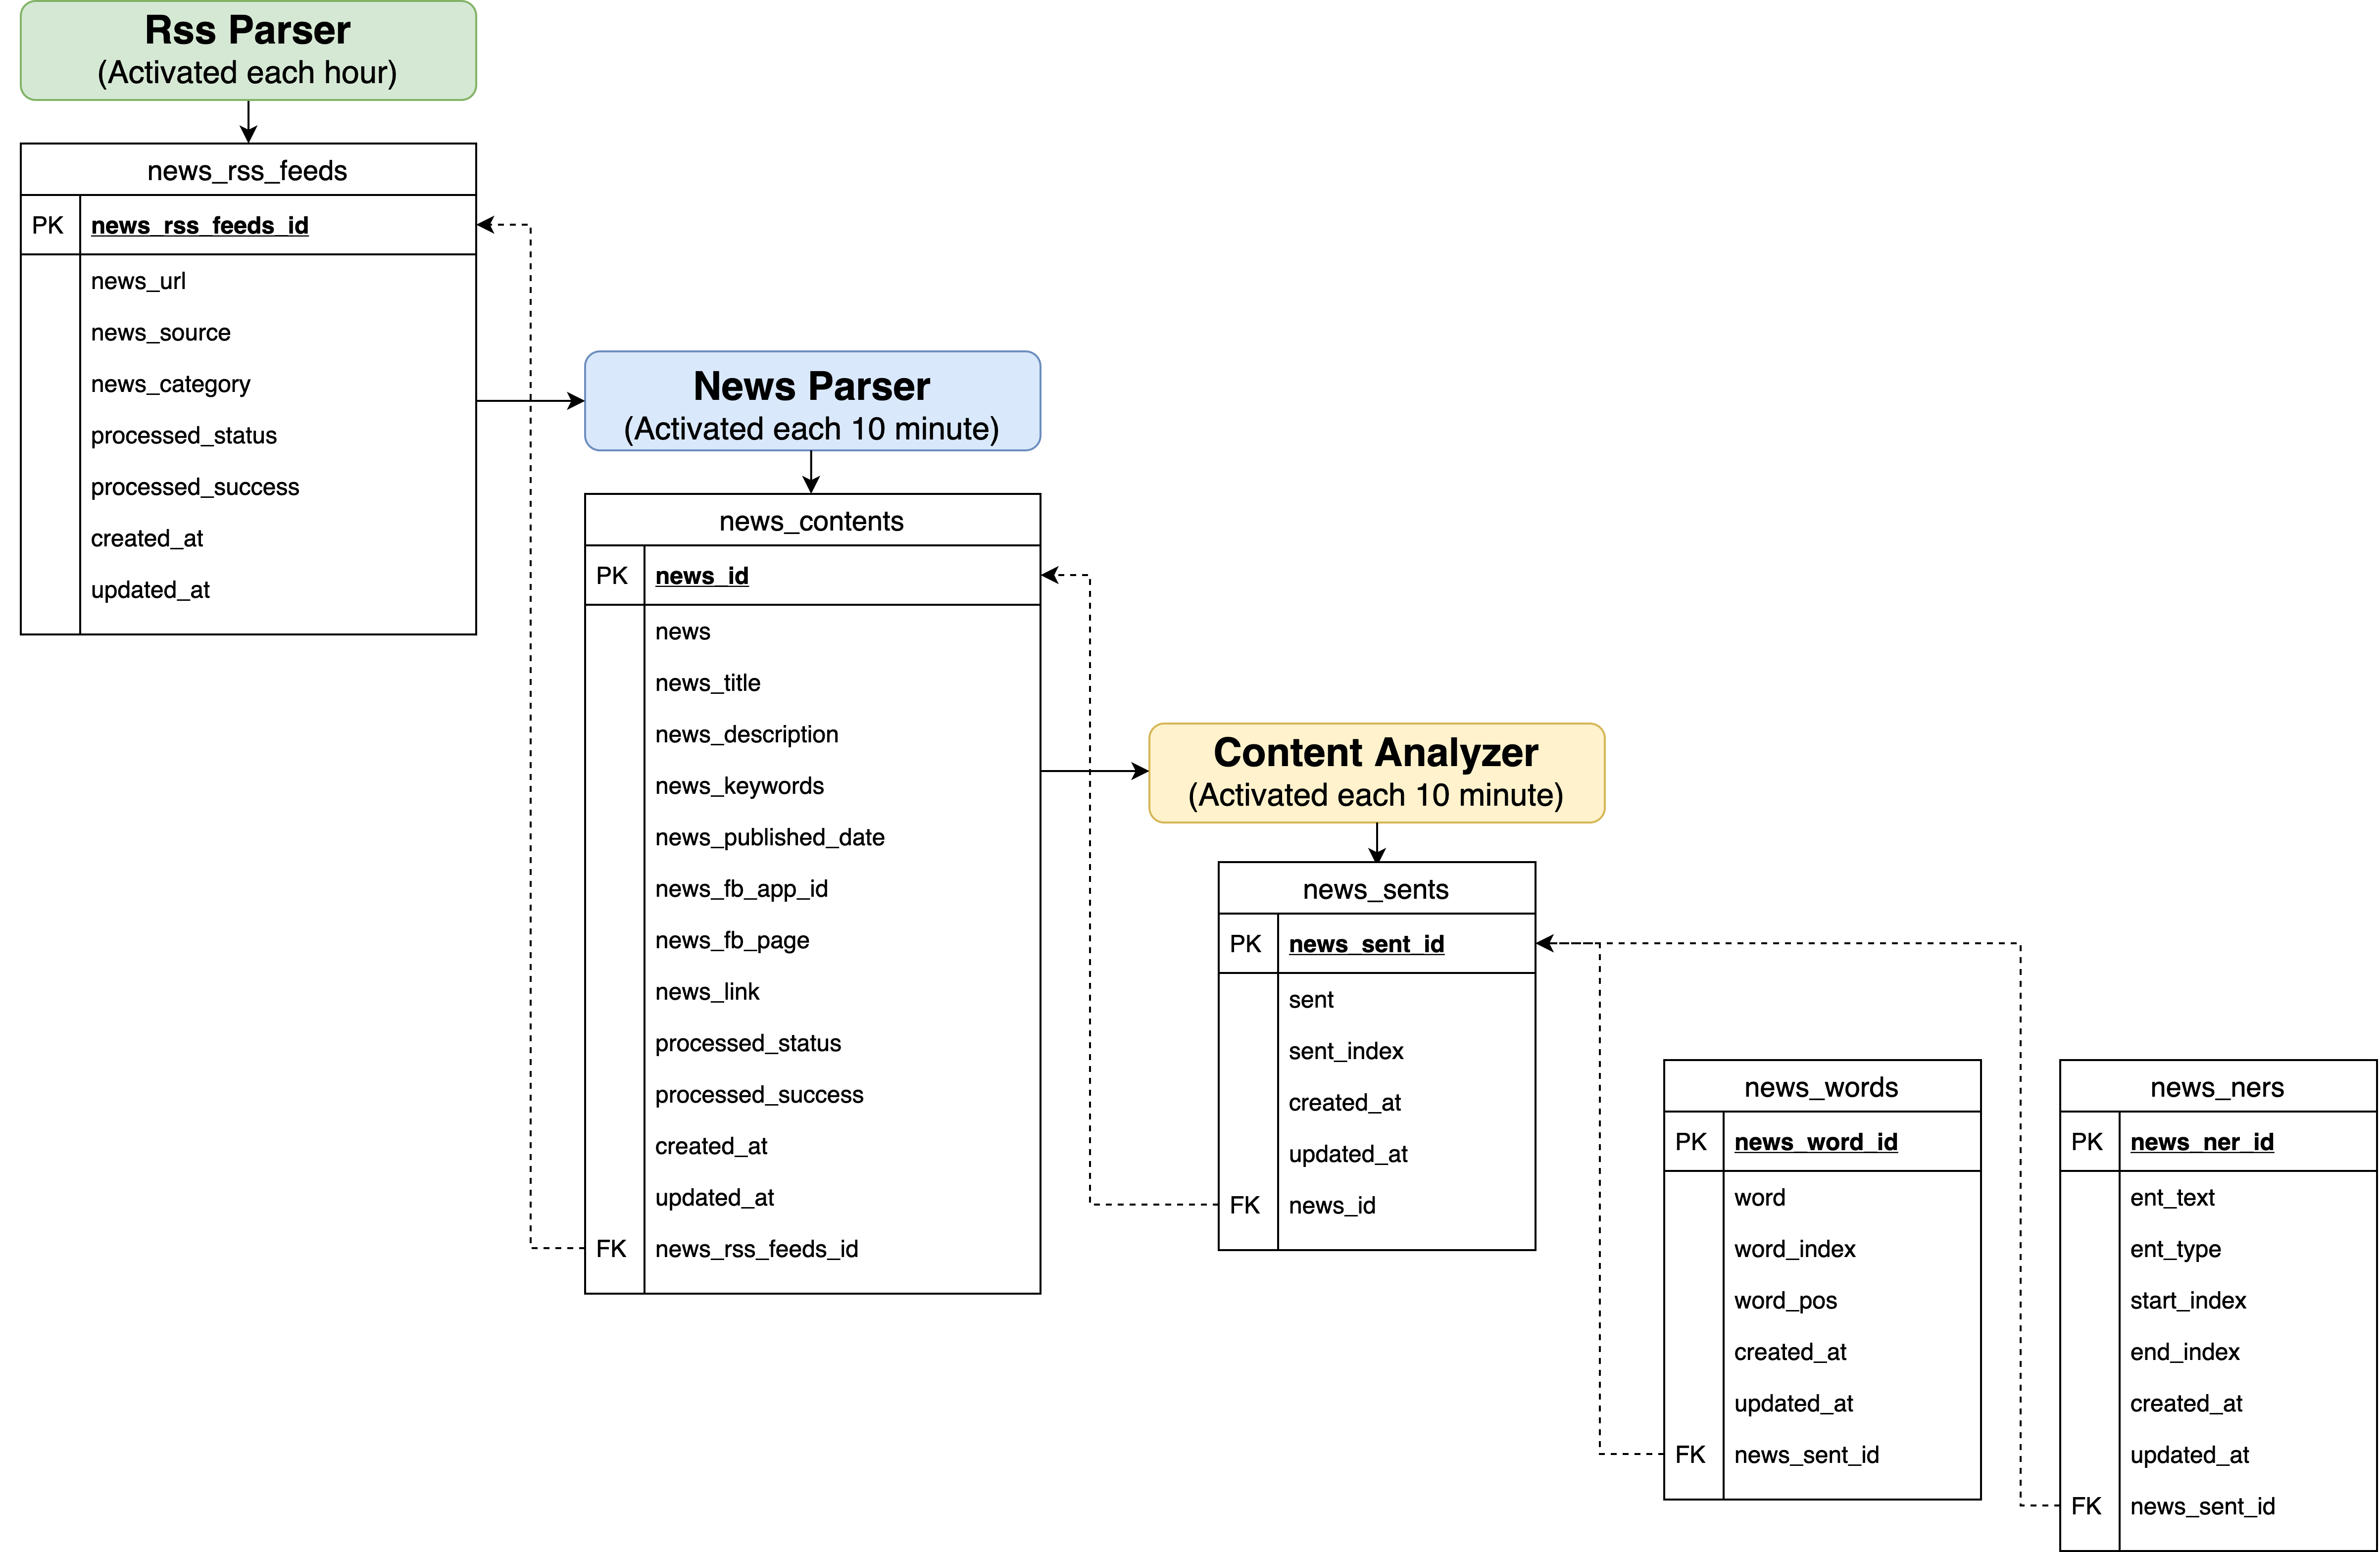 Rss Parser
(Activated each hour)
news_rss_feeds
PK news_rss_feeds_id
news_url
news_source
news_category
processed_status
processed_success
created_at
updated_at
News Parser
(Activated each 10 minute)
news_contents
PK news_id
news
news_title
news_description
news_keywords
news_published_date
news_fb_app_id
news_fb_page
news_link
processed_status
processed_success
created_at
updated_at
FK news_rss_feeds_id
Content Analyzer
(Activated each 10 minute)
news_sents
PK news_sent_id
sent
sent_index
created_at
updated_at
FK news_id
news_words
PK news_word_id
word
word_index
word_pos
created_at
updated_at
FK news_sent_id
news_ners
PK news_ner_id
ent_text
ent_type
start_index
end_index
created_at
updated_at
FK news_sent_id